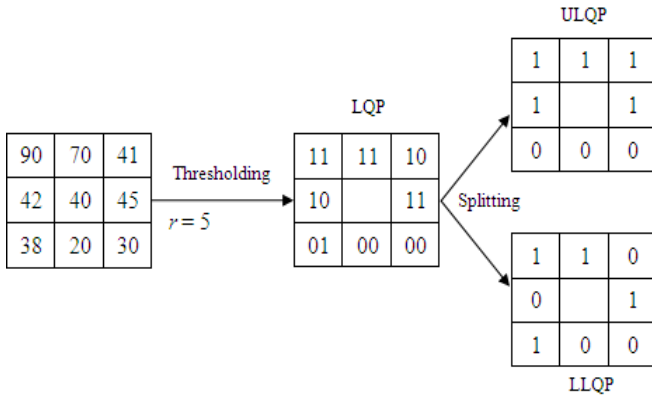 ULQP
1 1 1
1 1
0 0 0
LQP
90 70 41
42 40 45
38 20 30
Thresholding
r = 5
11 11 10
10 11
01 00 00
Splitting
1 1 0
0 1
1 0 0
LLQP